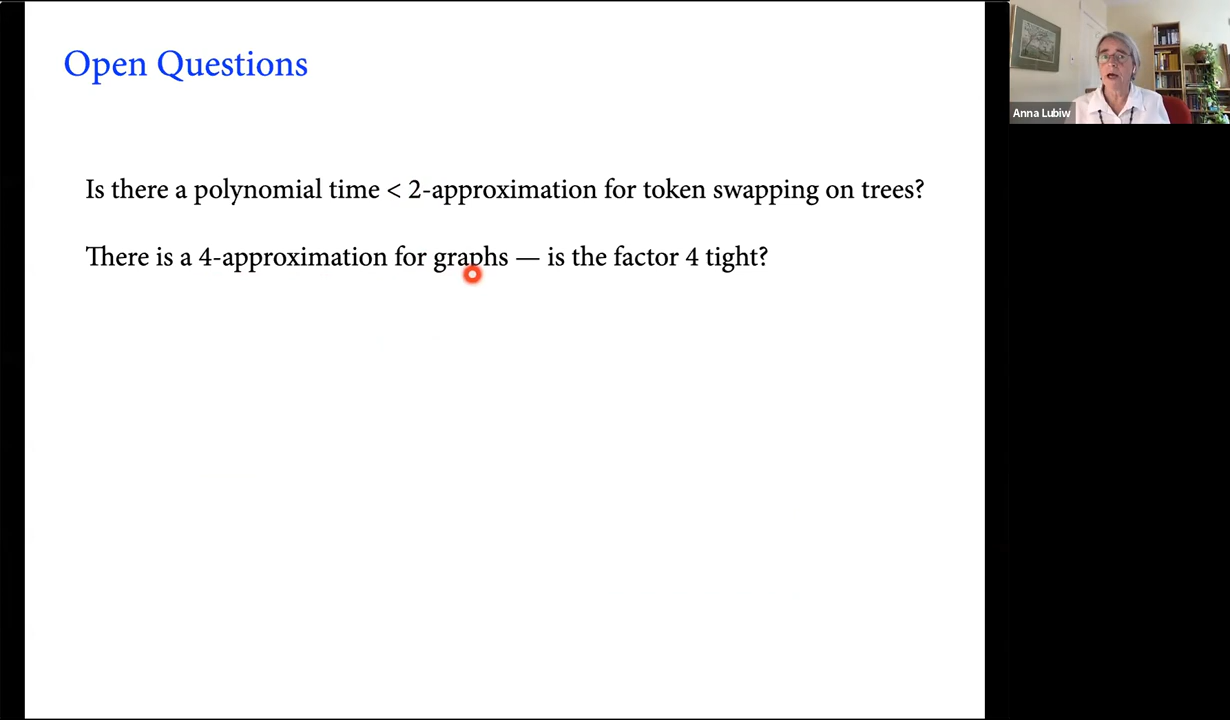 Open Questions
Is there a polynomial time < 2-approximation for token swapping on trees?
There is a 4-approximation for graphs — is the factor 4 tight?
Anna Lubiw